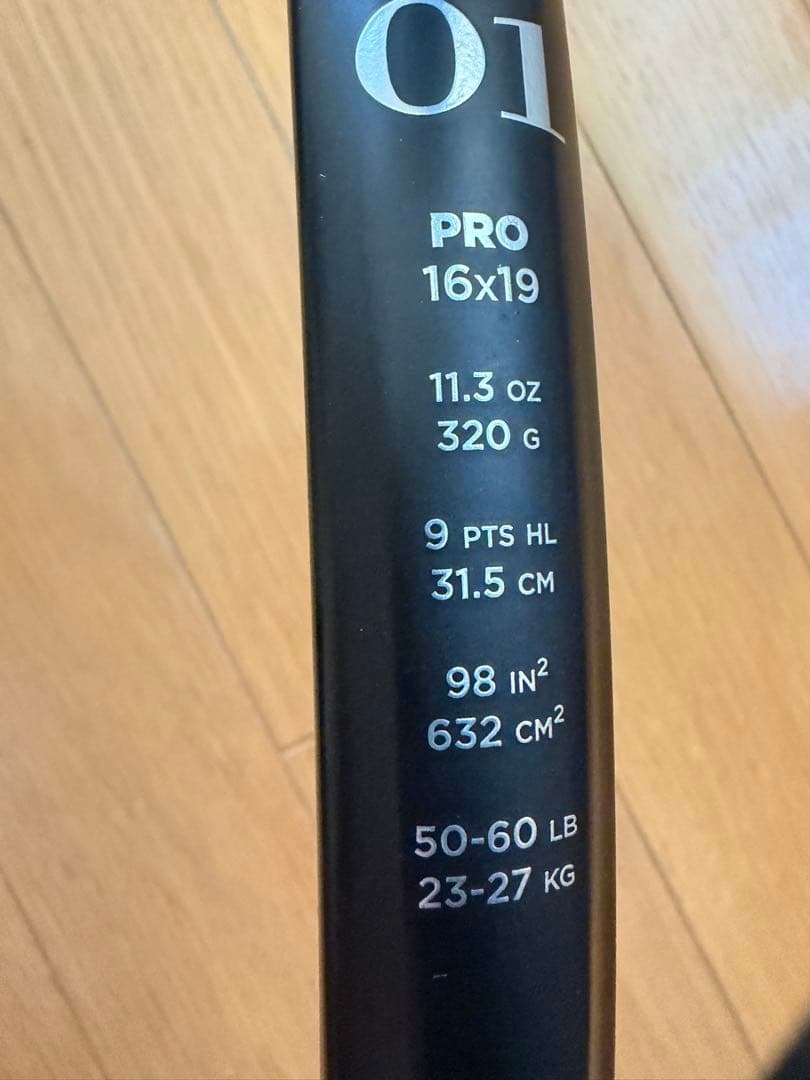 01
PRO
16x19
11.3 OZ
320 G
9 PTS HL
31.5 CM
98 IN²
632 CM²
50-60 LB
23-27 KG